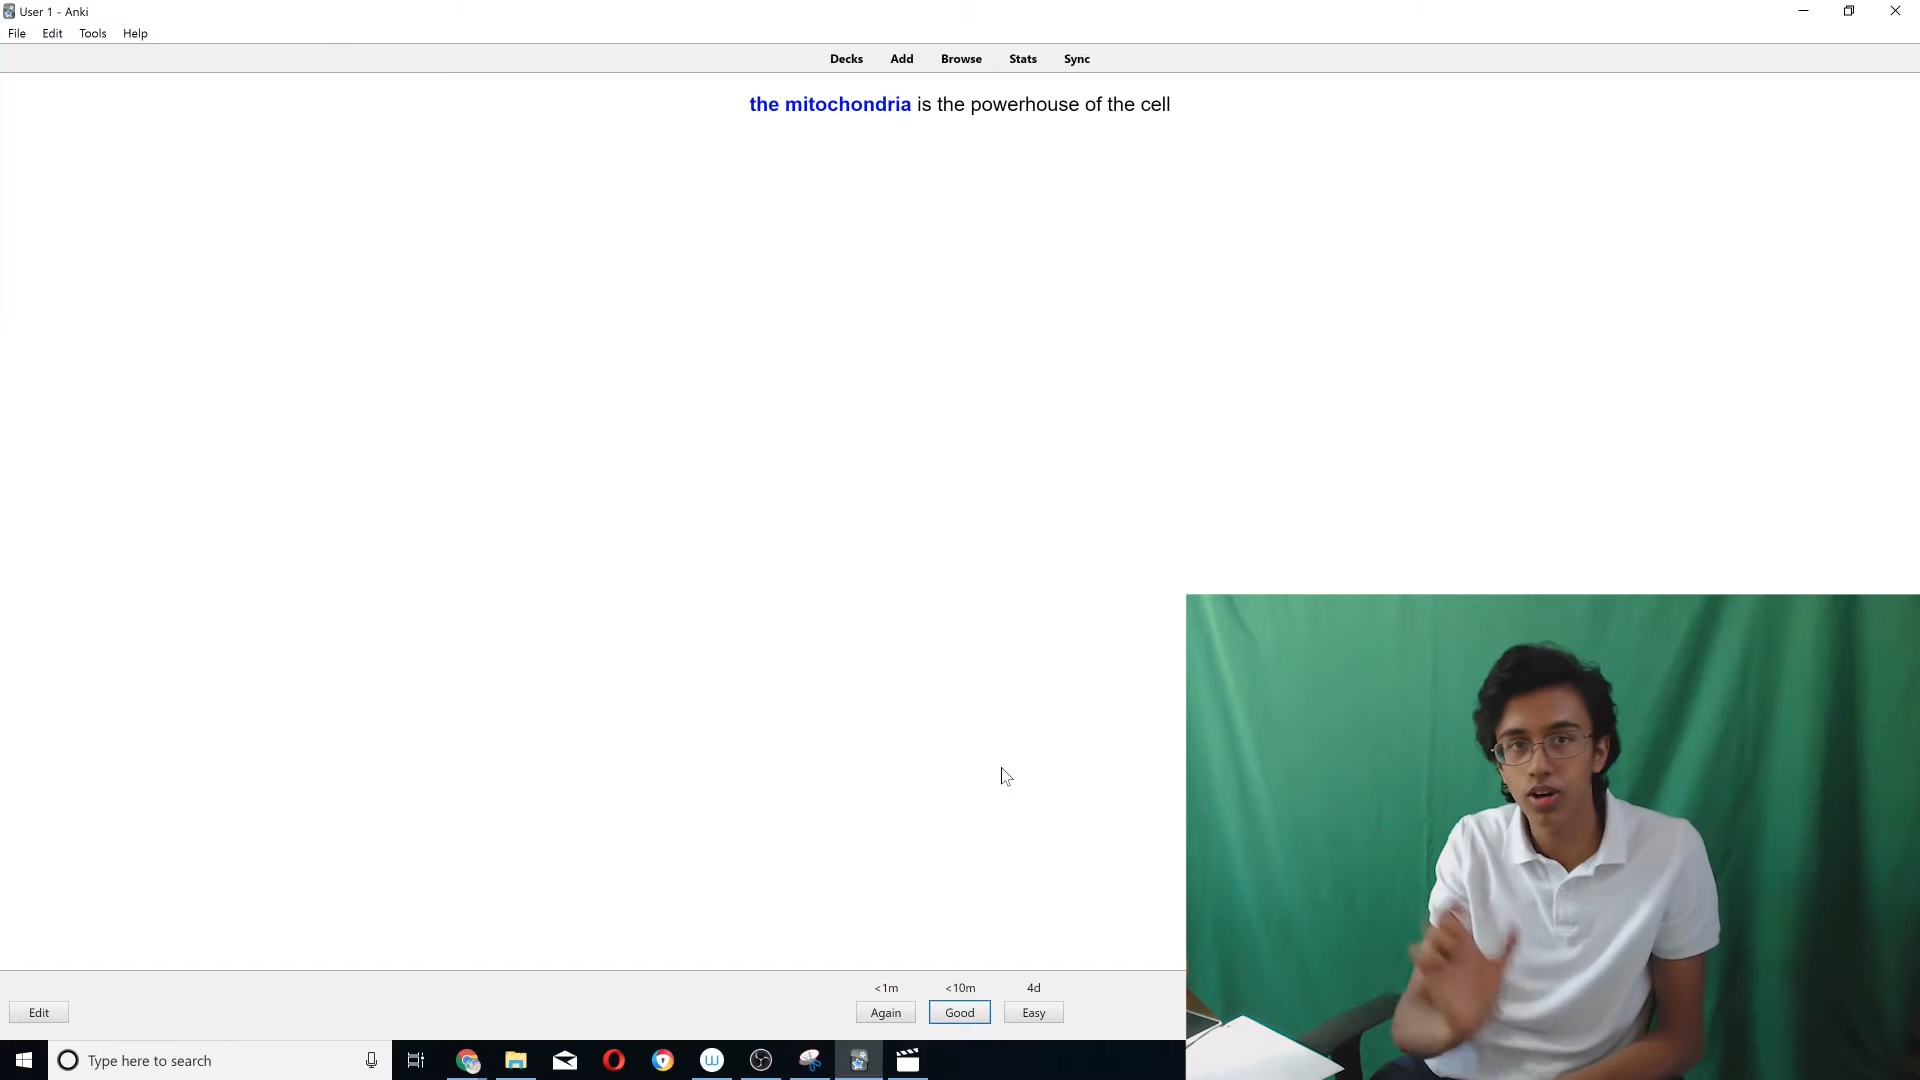 User 1 - Anki
File Edit Tools Help
Decks Add Browse Stats Sync
the mitochondria is the powerhouse of the cell
<1m <10m 4d
Edit Again Good Easy
Type here to search